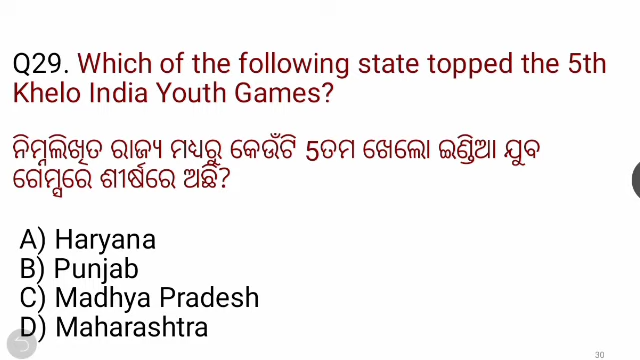 Q29. Which of the following state topped the 5th
Khelo India Youth Games?
ନିମ୍ନଲିଖିତ ରାଜ୍ୟ ମଧ୍ୟରୁ କେଉଁଟି 5ତମ ଖେଲୋ ଇଣ୍ଡିଆ ଯୁବ
ଗେମ୍ସରେ ଶୀର୍ଷରେ ଅଛି?
A) Haryana
B) Punjab
C) Madhya Pradesh
D) Maharashtra
30